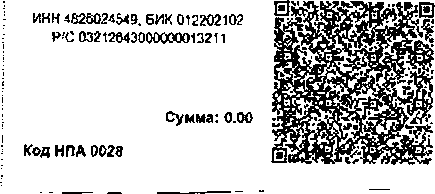 ИНН 4826024549, БИК 012202102
Р/С 03212643000000013211
Сумма: 0.00
Код НПА 0028